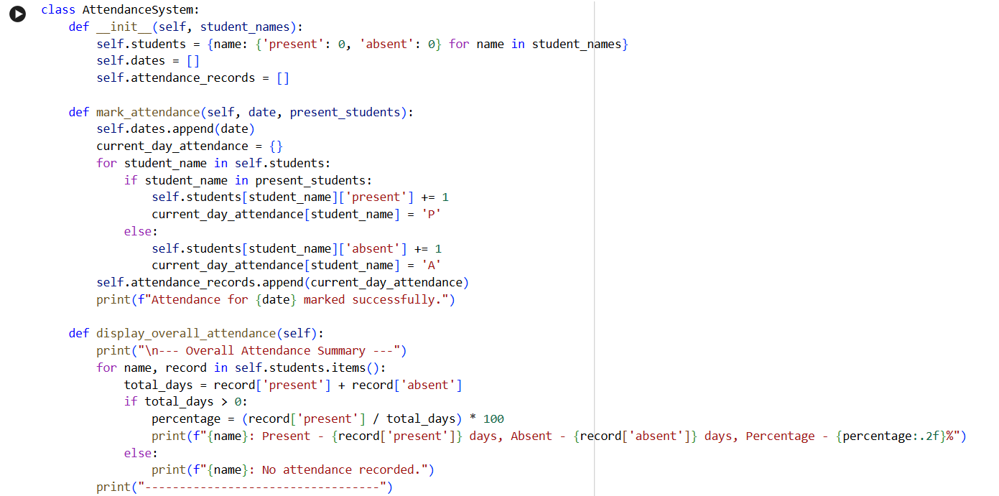 class AttendanceSystem:
    def __init__(self, student_names):
        self.students = {name: {'present': 0, 'absent': 0} for name in student_names}
        self.dates = []
        self.attendance_records = []

    def mark_attendance(self, date, present_students):
        self.dates.append(date)
        current_day_attendance = {}
        for student_name in self.students:
            if student_name in present_students:
                self.students[student_name]['present'] += 1
                current_day_attendance[student_name] = 'P'
            else:
                self.students[student_name]['absent'] += 1
                current_day_attendance[student_name] = 'A'
        self.attendance_records.append(current_day_attendance)
        print(f"Attendance for {date} marked successfully.")

    def display_overall_attendance(self):
        print("\n--- Overall Attendance Summary ---")
        for name, record in self.students.items():
            total_days = record['present'] + record['absent']
            if total_days > 0:
                percentage = (record['present'] / total_days) * 100
                print(f"{name}: Present - {record['present']} days, Absent - {record['absent']} days, Percentage - {percentage:.2f}%")
            else:
                print(f"{name}: No attendance recorded.")
        print("----------------------------------")